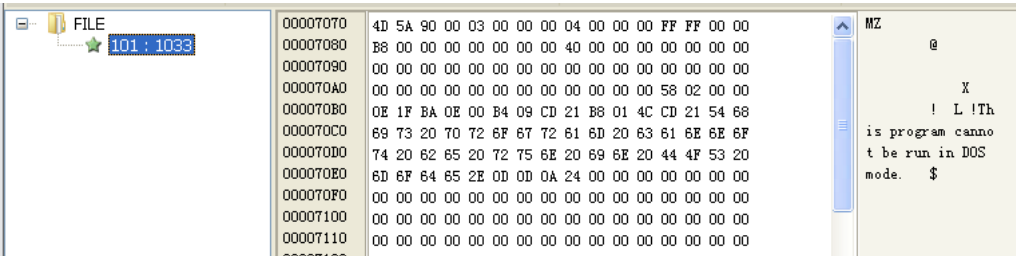 FILE
101 : 1033
00007070 4D 5A 90 00 03 00 00 00 04 00 00 00 FF FF 00 00 MZ
00007080 B8 00 00 00 00 00 00 00 40 00 00 00 00 00 00 00 @
00007090 00 00 00 00 00 00 00 00 00 00 00 00 00 00 00 00
000070A0 00 00 00 00 00 00 00 00 00 00 00 00 58 02 00 00 X
000070B0 0E 1F BA 0E 00 B4 09 CD 21 B8 01 4C CD 21 54 68 ! L !Th
000070C0 69 73 20 70 72 6F 67 72 61 6D 20 63 61 6E 6E 6F is program canno
000070D0 74 20 62 65 20 72 75 6E 20 69 6E 20 44 4F 53 20 t be run in DOS
000070E0 6D 6F 64 65 2E 0D 0D 0A 24 00 00 00 00 00 00 00 mode. $
000070F0 00 00 00 00 00 00 00 00 00 00 00 00 00 00 00 00
00007100 00 00 00 00 00 00 00 00 00 00 00 00 00 00 00 00
00007110 00 00 00 00 00 00 00 00 00 00 00 00 00 00 00 00